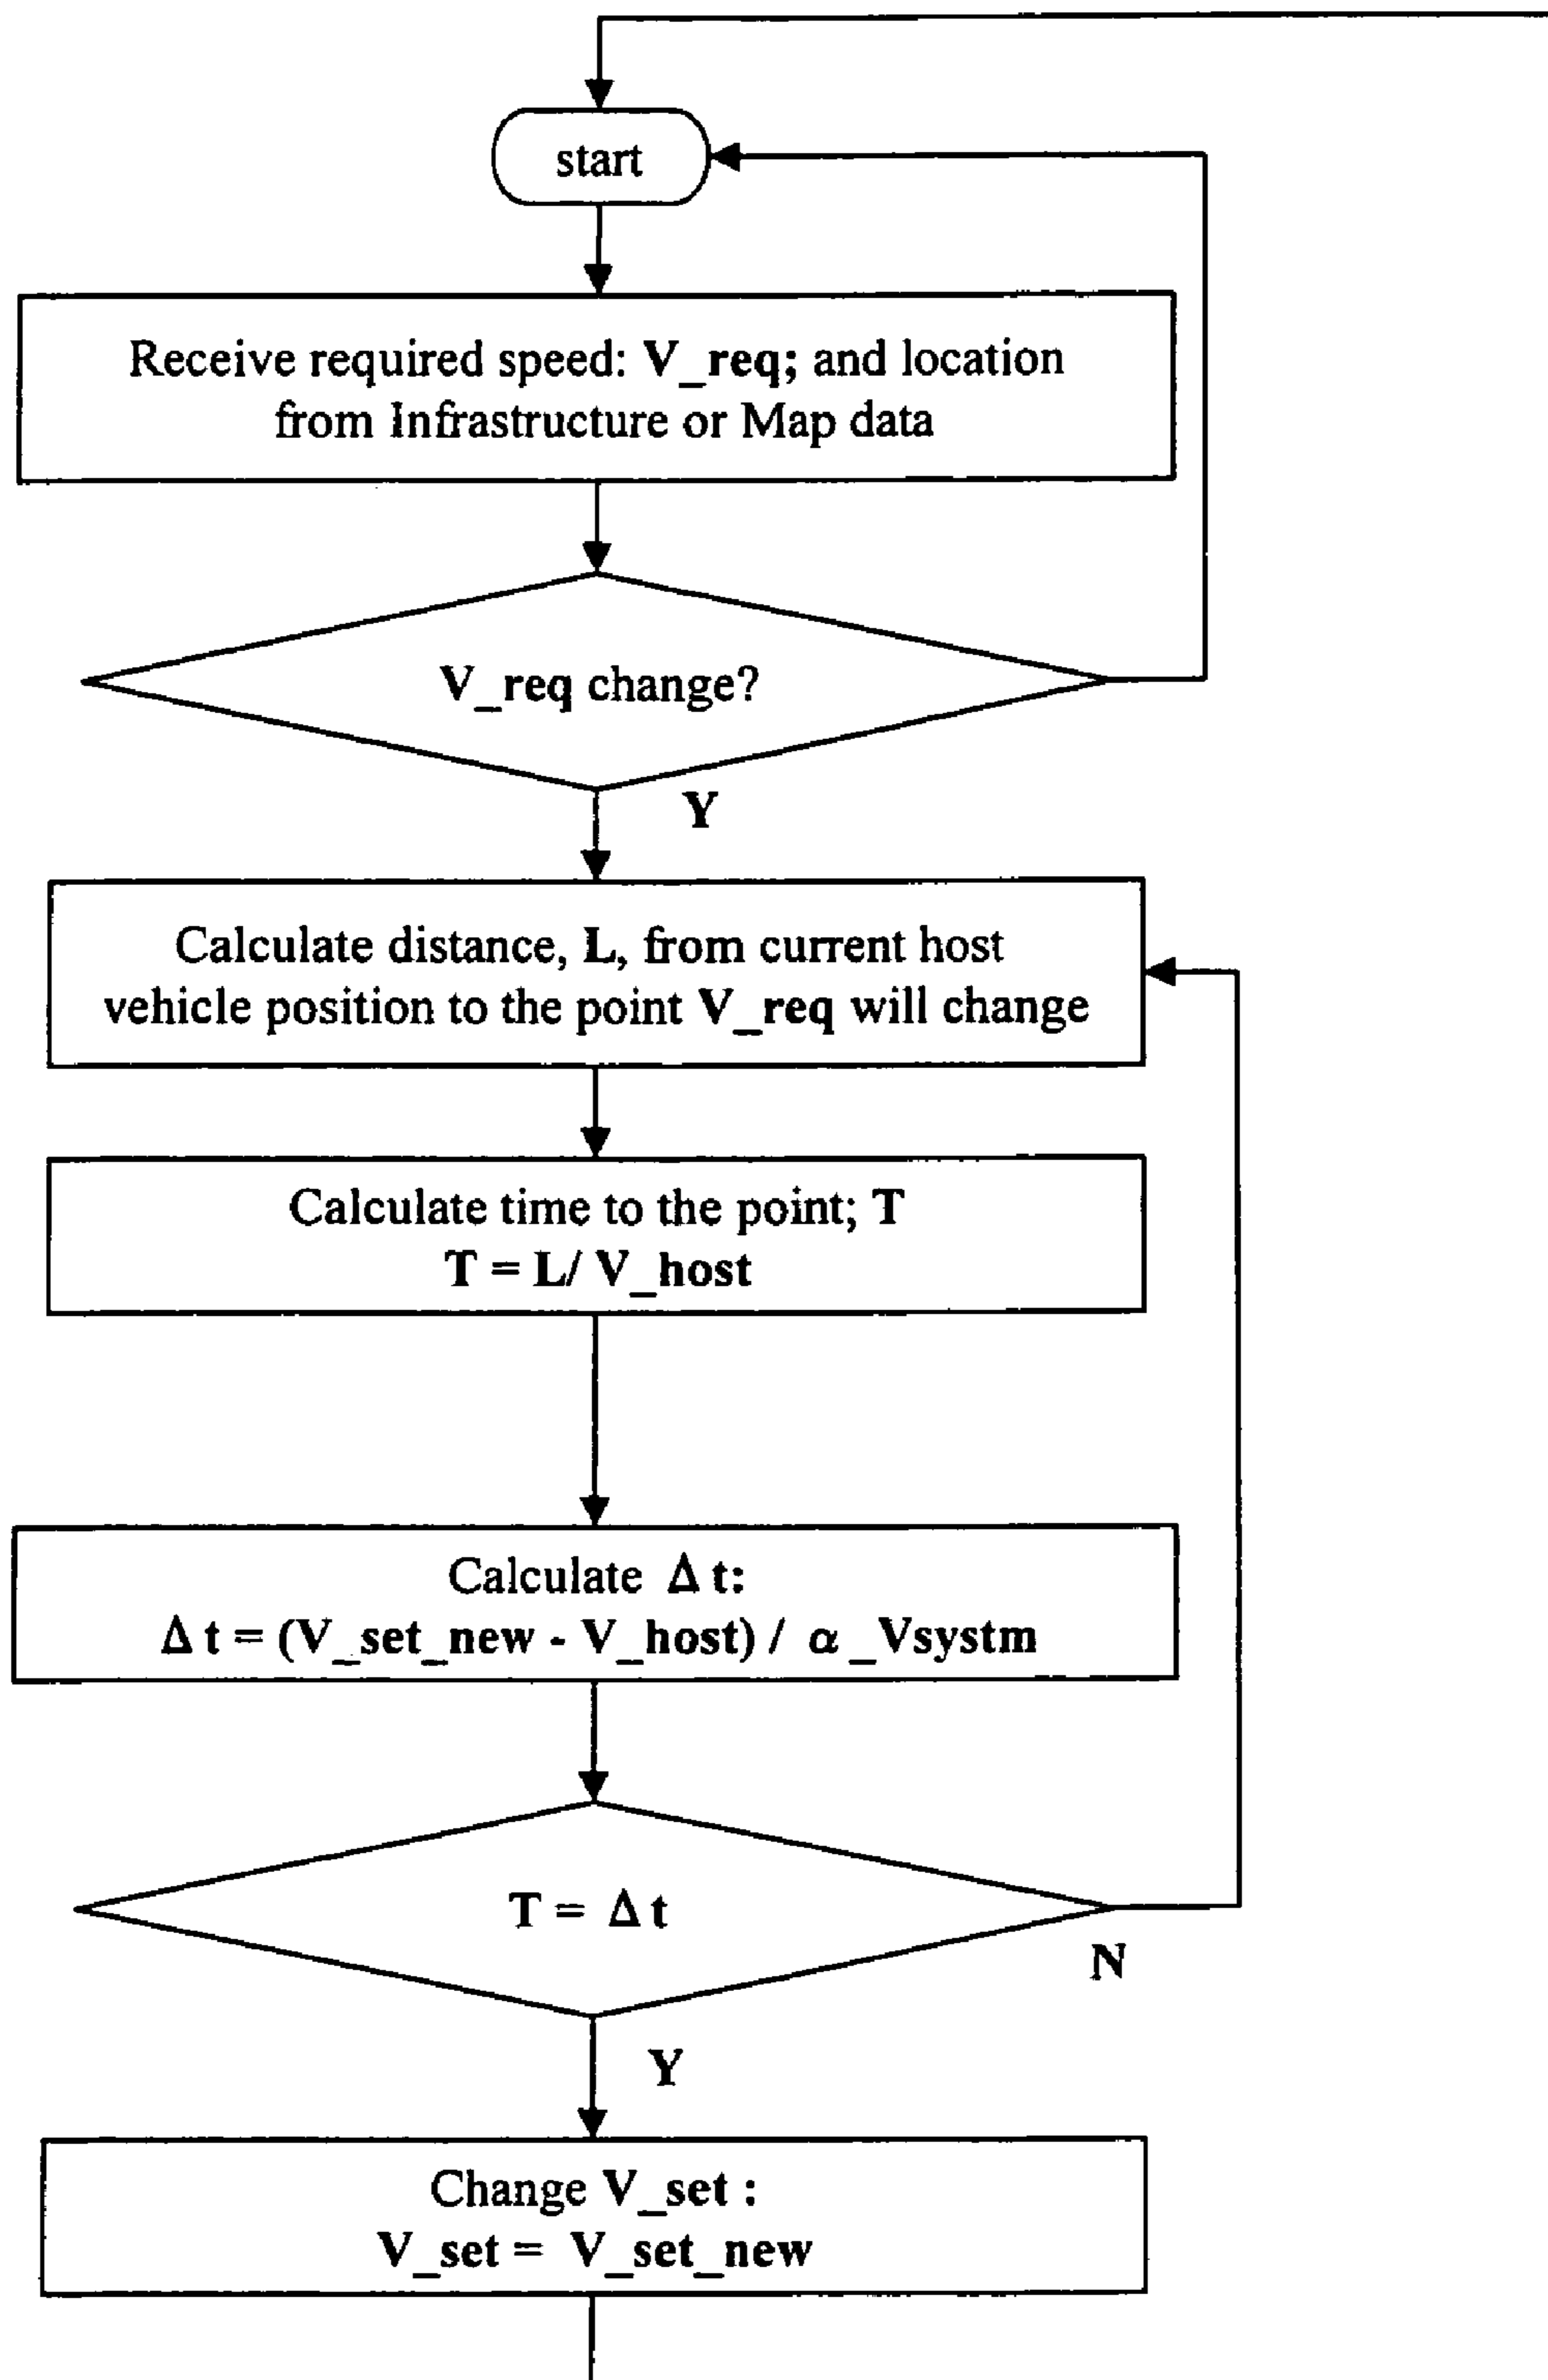 start
Receive required speed: V_req; and location
from Infrastructure or Map data
V_req change?
Y
Calculate distance, L, from current host
vehicle position to the point V_req will change
Calculate time to the point; T
T = L/ V_host
Calculate Δ t:
Δ t = (V_set_new - V_host) / α _Vsystm
T = Δ t
N
Y
Change V_set :
V_set = V_set_new